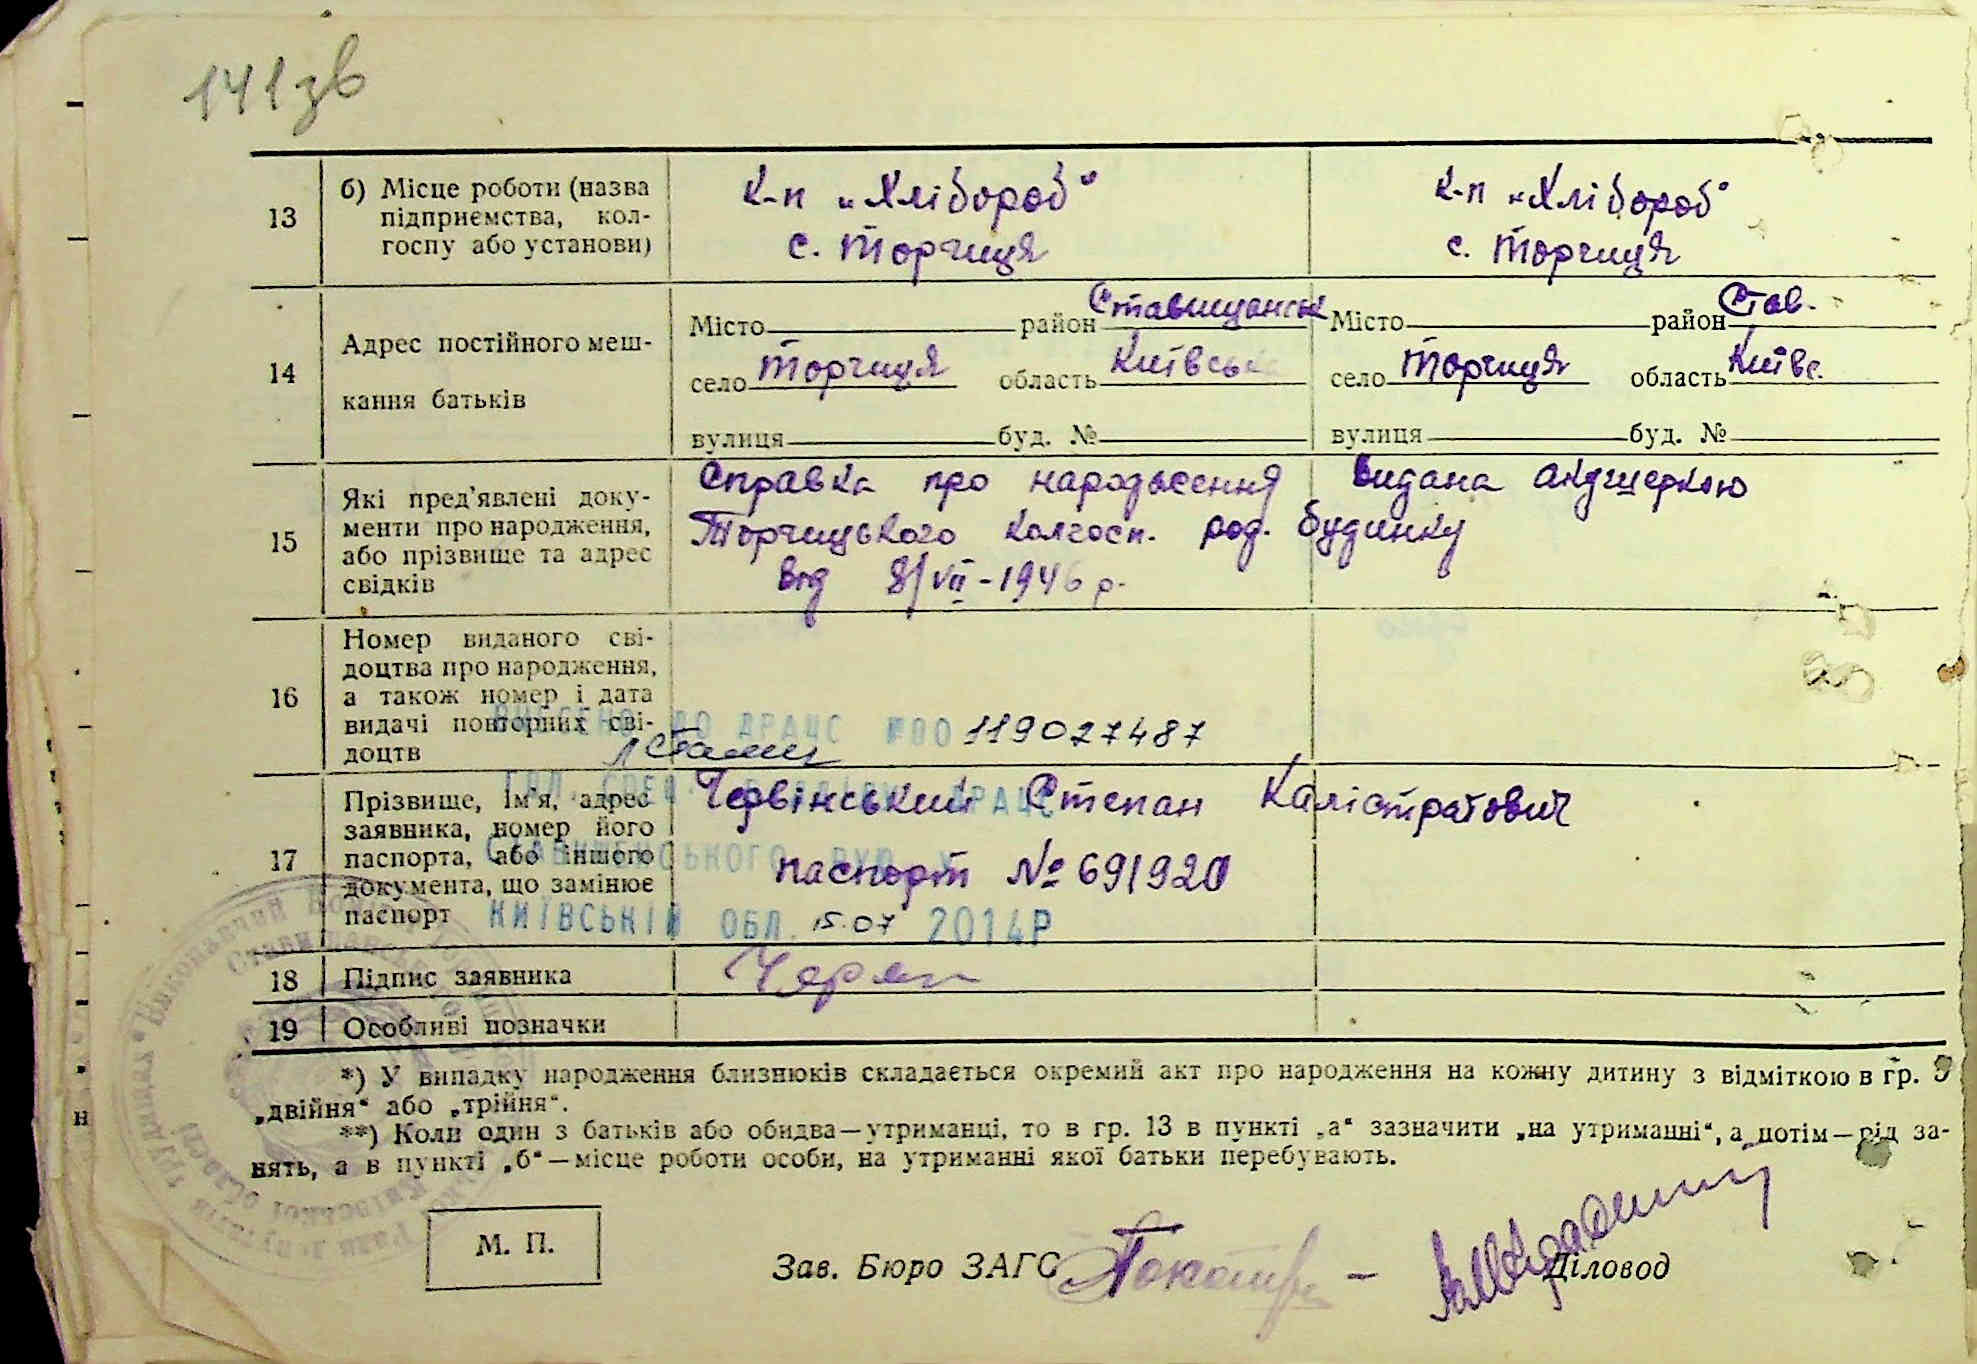 141зв
13
б) Місце роботи (назва
підприємства, кол-
госпу або установи)
к-п „Хлібороб"
с. Торчиця
к-п „Хлібороб"
с. Торчиця
14
Адрес постійного меш-
кання батьків
Місто район Ставищанськ
село Торчиця область Київськ
вулиця буд. №
Місто район Став.
село Торчиця область Київс.
вулиця буд. №
15
Які пред'явлені доку-
менти про народження,
або прізвище та адрес
свідків
Справка про народження видана акушеркою
Торчицького колгосп. род. будинку
від 8/VII-1946 р.
16
Номер виданого сві-
доцтва про народження,
а також номер і дата
видачі повторних сві-
доцтв
ВНЕСЕНО ДО ДРАЦС №00119027487
17
Прізвище, ім'я, адрес
заявника, номер його
паспорта, або іншого
документа, що замінює
паспорт
Червінський Степан Калістратович
паспорт № 691920
КИЇВСЬКІЙ ОБЛ. 15.07 2014Р
18
Підпис заявника
19
Особливі позначки
*) У випадку народження близнюків складається окремий акт про народження на кожну дитину з відміткою в гр. 9
„двійня" або „трійня".
**) Коли один з батьків або обидва—утриманці, то в гр. 13 в пункті „а" зазначити „на утриманні", а потім—рід за-
нять, а в пункті „б"—місце роботи особи, на утриманні якої батьки перебувають.
М. П.
Зав. Бюро ЗАГС
Діловод